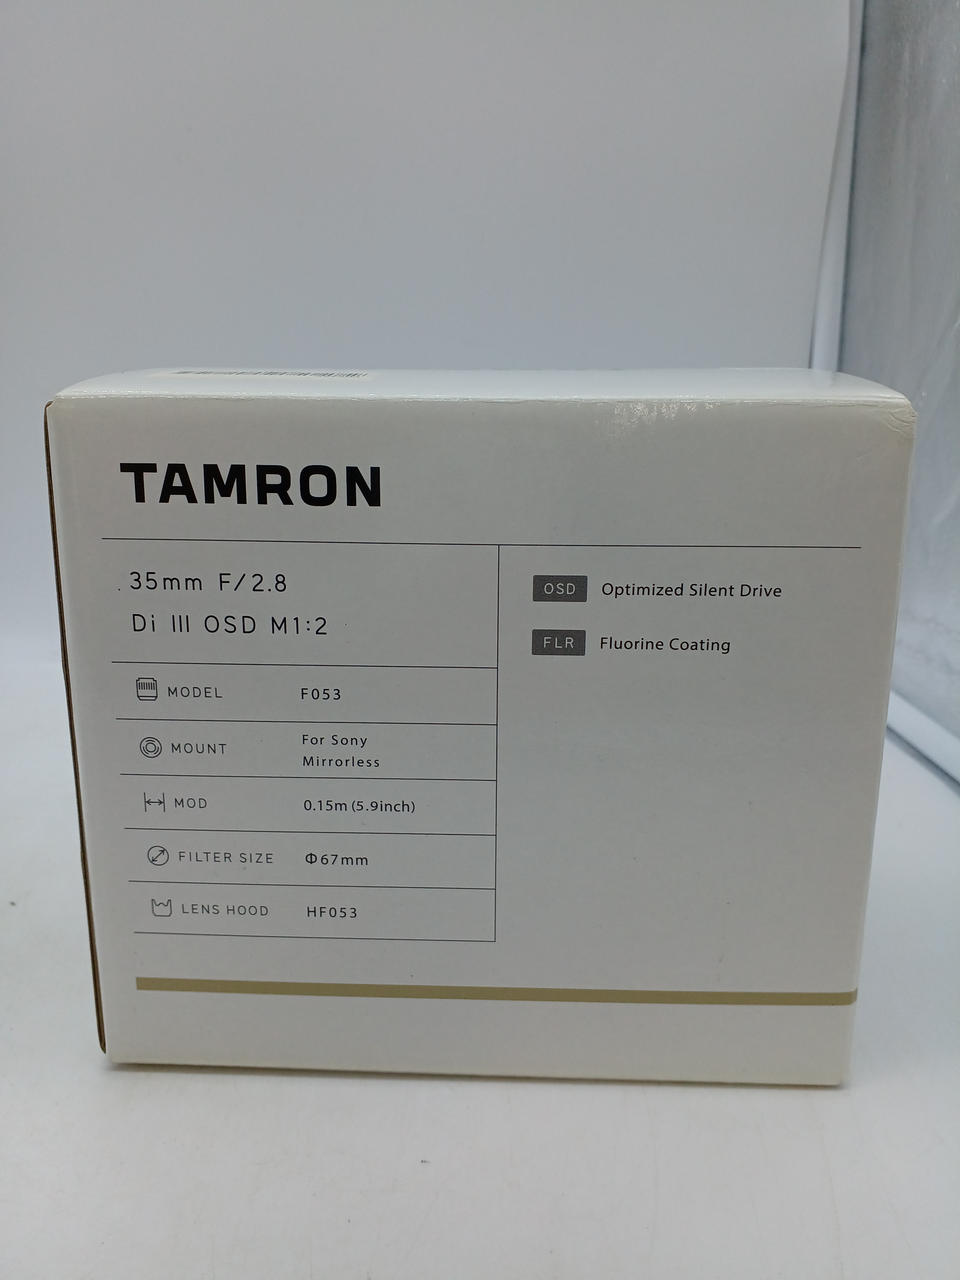 TAMRON
35mm F/2.8
Di III OSD M1:2
MODEL F053
MOUNT For Sony
Mirrorless
MOD 0.15m (5.9inch)
FILTER SIZE Φ67mm
LENS HOOD HF053
OSD Optimized Silent Drive
FLR Fluorine Coating